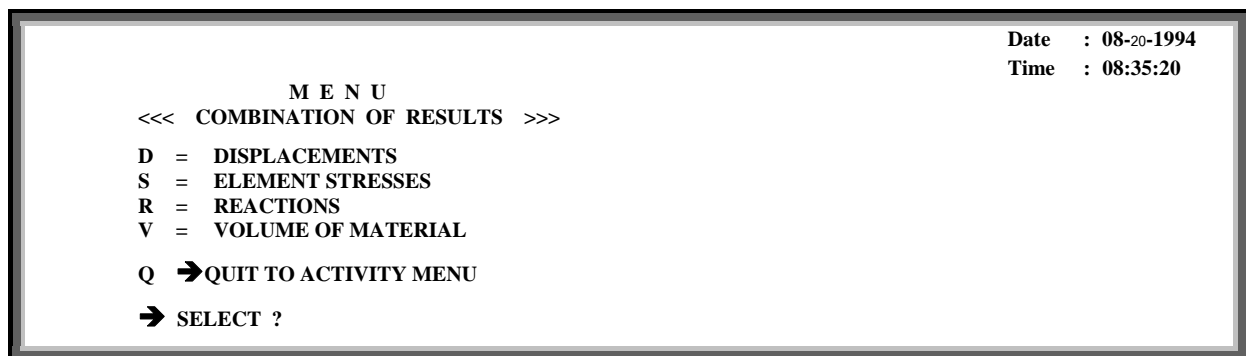 Date : 08-20-1994
Time : 08:35:20
M E N U
<<< COMBINATION OF RESULTS >>>
D = DISPLACEMENTS
S = ELEMENT STRESSES
R = REACTIONS
V = VOLUME OF MATERIAL
Q ➔QUIT TO ACTIVITY MENU
➔ SELECT ?